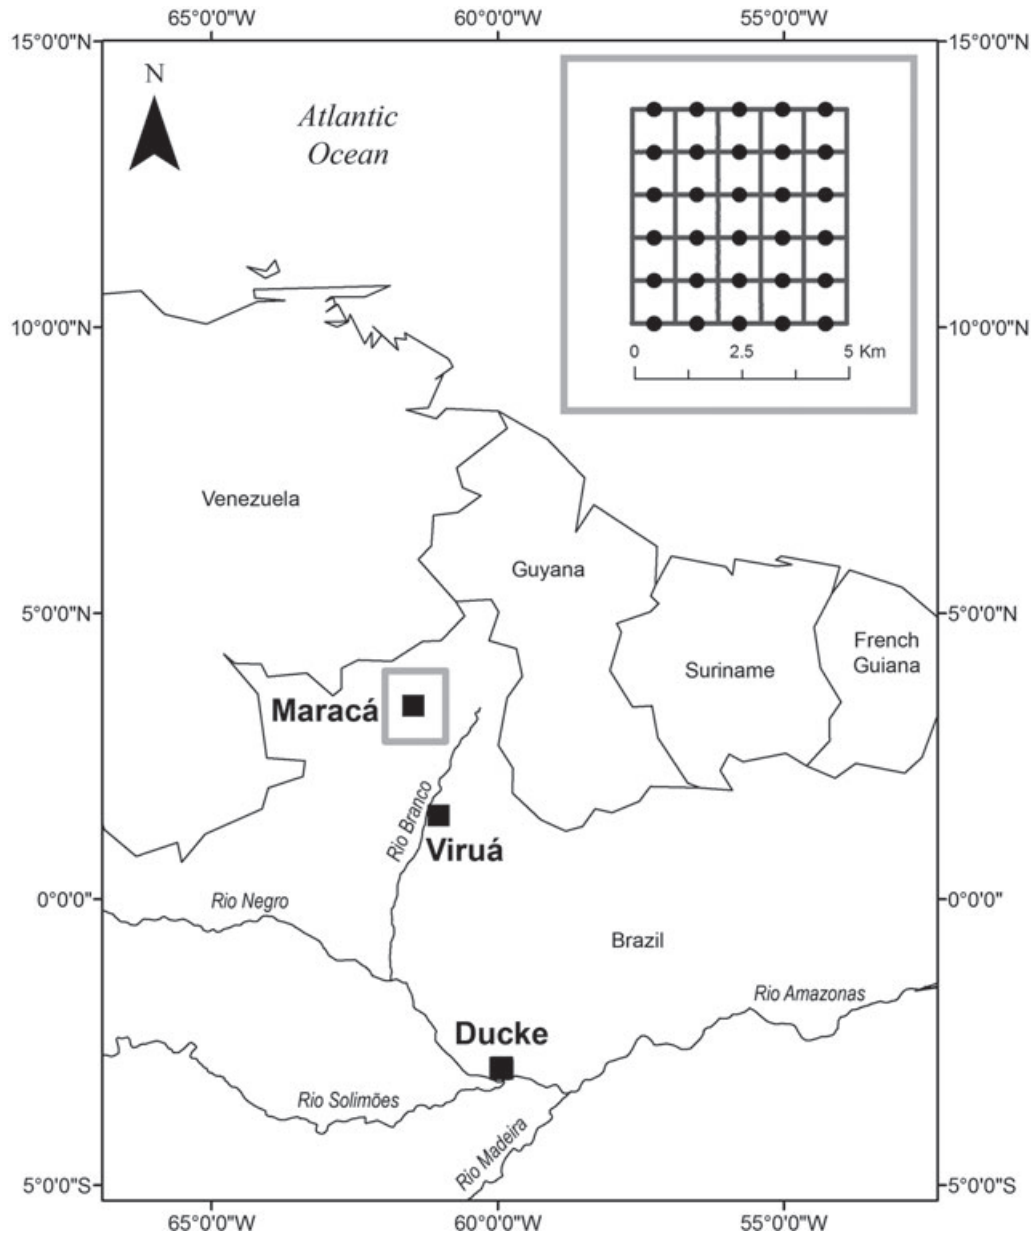 65°0'0"W 60°0'0"W 55°0'0"W
15°0'0"N 15°0'0"N
N
Atlantic
Ocean
0 2.5 5 Km
10°0'0"N 10°0'0"N
Venezuela
Guyana
5°0'0"N 5°0'0"N
French
Guiana
Suriname
Maracá
Rio Branco
Viruá
0°0'0" 0°0'0"
Rio Negro
Brazil
Rio Amazonas
Ducke
Rio Solimões
Rio Madeira
5°0'0"S 5°0'0"S
65°0'0"W 60°0'0"W 55°0'0"W